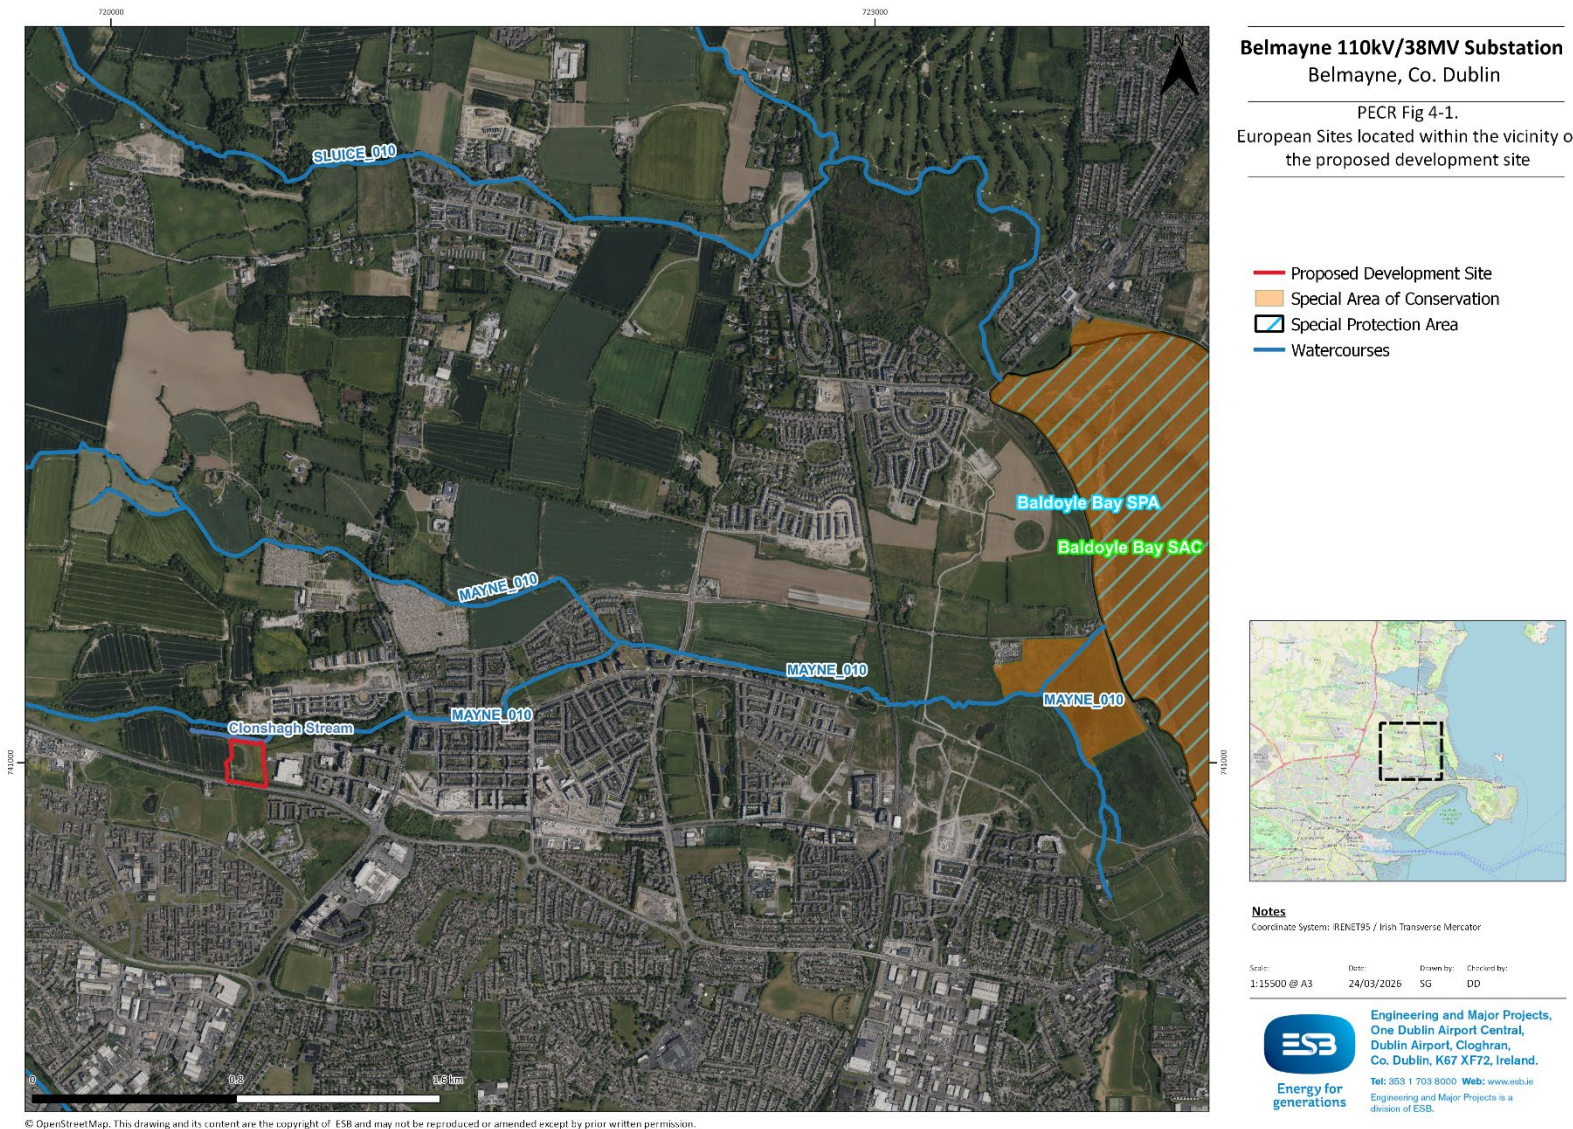 720000
723000
741000
741000
N
SLUICE_010
Baldoyle Bay SPA
Baldoyle Bay SAC
MAYNE_010
MAYNE_010
MAYNE_010
MAYNE_010
Clonshagh Stream
0
0.8
1.6 km
© OpenStreetMap. This drawing and its content are the copyright of ESB and may not be reproduced or amended except by prior written permission.
Belmayne 110kV/38MV Substation
Belmayne, Co. Dublin
PECR Fig 4-1.
European Sites located within the vicinity o
the proposed development site
Proposed Development Site
Special Area of Conservation
Special Protection Area
Watercourses
Notes
Coordinate System: IRENET95 / Irish Transverse Mercator
Scale: Date: Drawn by: Checked by:
1:15500 @ A3 24/03/2026 SG DD
ESB
Energy for
generations
Engineering and Major Projects,
One Dublin Airport Central,
Dublin Airport, Cloghran,
Co. Dublin, K67 XF72, Ireland.
Tel: 353 1 703 8000 Web: www.esb.ie
Engineering and Major Projects is a
division of ESB.